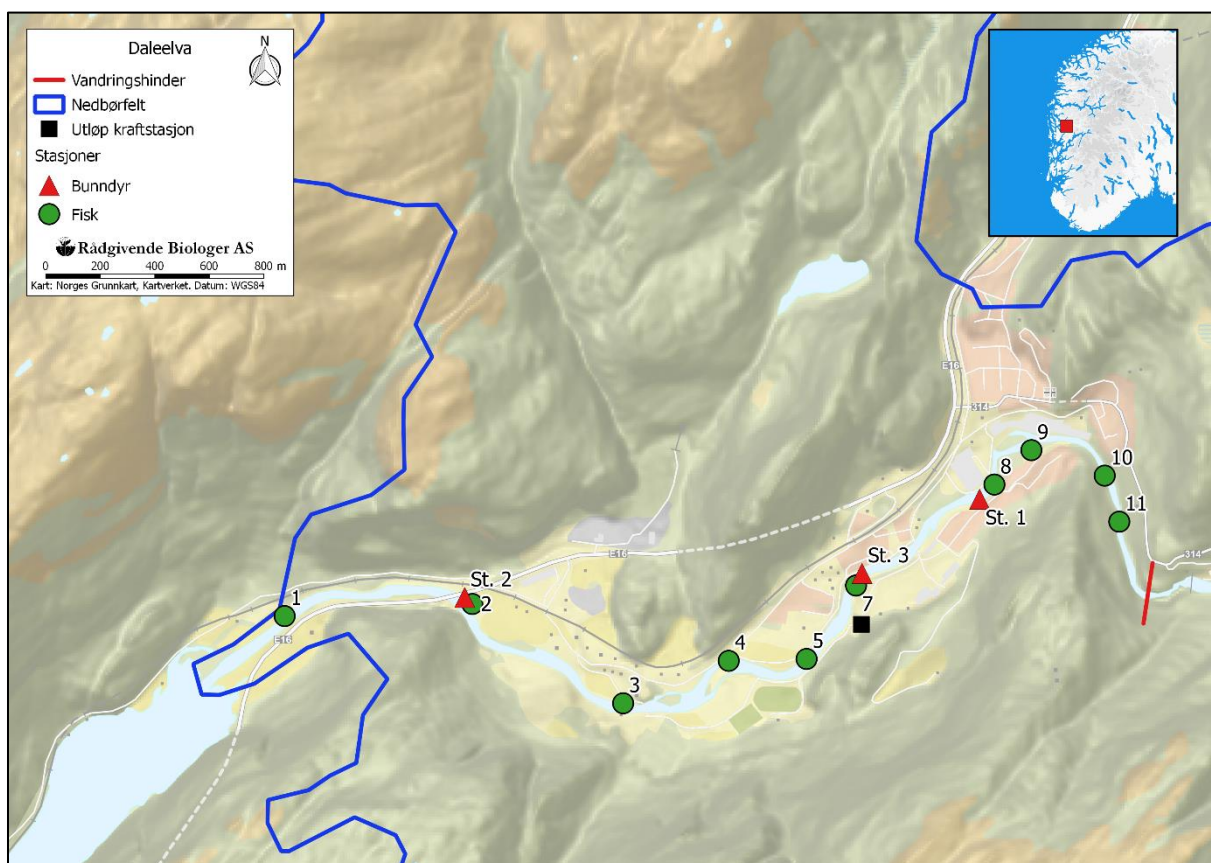 Daleelva
N
Vandringshinder
Nedbørfelt
Utløp kraftstasjon
Stasjoner
Bunndyr
Fisk
Rådgivende Biologer AS
0 200 400 600 800 m
Kart: Norges Grunnkart, Kartverket. Datum: WGS84
E16
314
9
8
10
St. 1
11
314
E16
St. 3
St. 2
7
1
2
E16
4
5
3